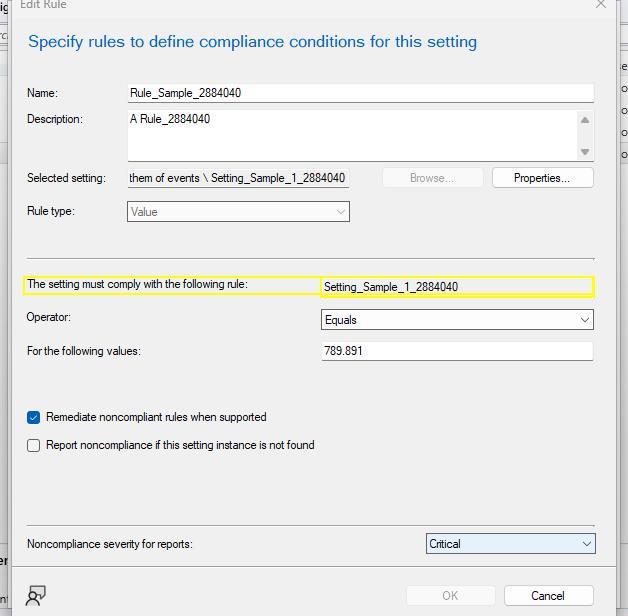 Edit Rule
Specify rules to define compliance conditions for this setting
Name: Rule_Sample_2884040
Description: A Rule_2884040
Selected setting: them of events \ Setting_Sample_1_2884040 Browse... Properties...
Rule type: Value
The setting must comply with the following rule: Setting_Sample_1_2884040
Operator: Equals
For the following values: 789.891
Remediate noncompliant rules when supported
Report noncompliance if this setting instance is not found
Noncompliance severity for reports: Critical
OK Cancel